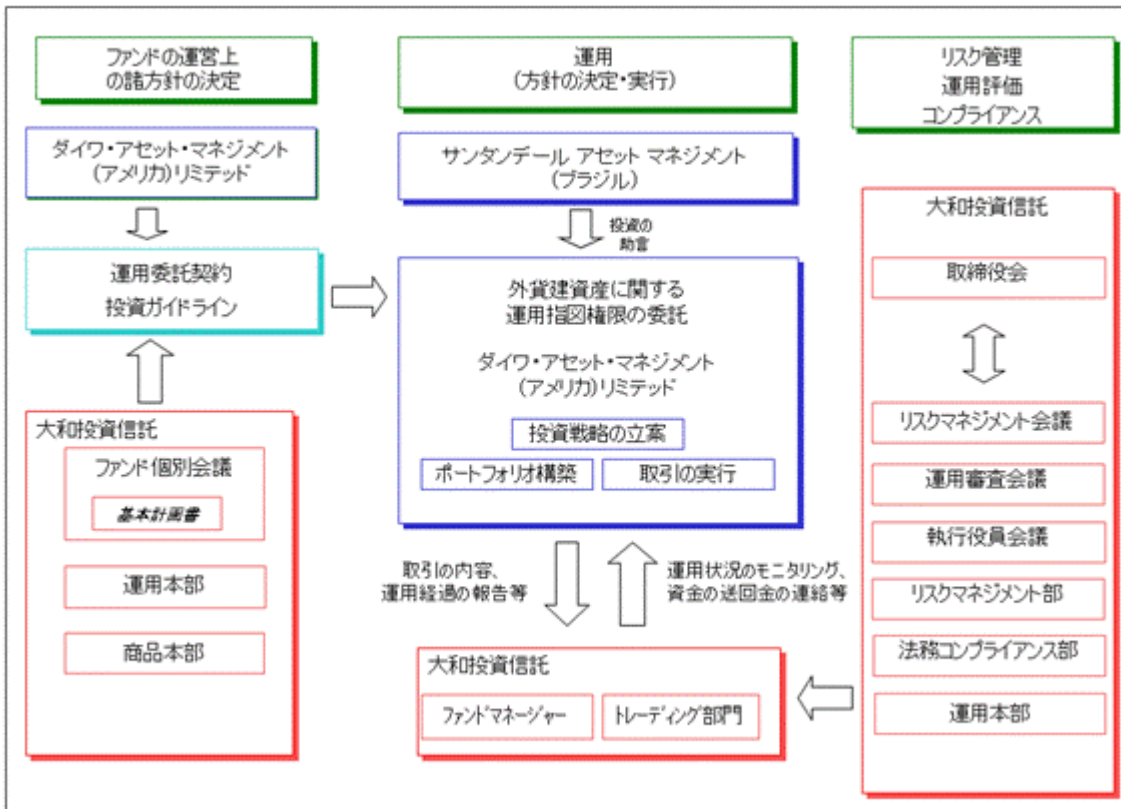 ファンドの運営上
の諸方針の決定
運用
(方針の決定・実行)
リスク管理
運用評価
コンプライアンス
ダイワ・アセット・マネジメント
(アメリカ)リミテッド
サンタンデール アセット マネジメント
(ブラジル)
投資の
助言
運用委託契約
投資ガイドライン
外貨建資産に関する
運用指図権限の委託
ダイワ・アセット・マネジメント
(アメリカ)リミテッド
投資戦略の立案
ポートフォリオ構築
取引の実行
大和投資信託
ファンド個別会議
基本計画書
運用本部
商品本部
取引の内容、
運用経過の報告等
運用状況のモニタリング、
資金の送回金の連絡等
大和投資信託
ファンドマネージャー
トレーディング部門
大和投資信託
取締役会
リスクマネジメント会議
運用審査会議
執行役員会議
リスクマネジメント部
法務コンプライアンス部
運用本部